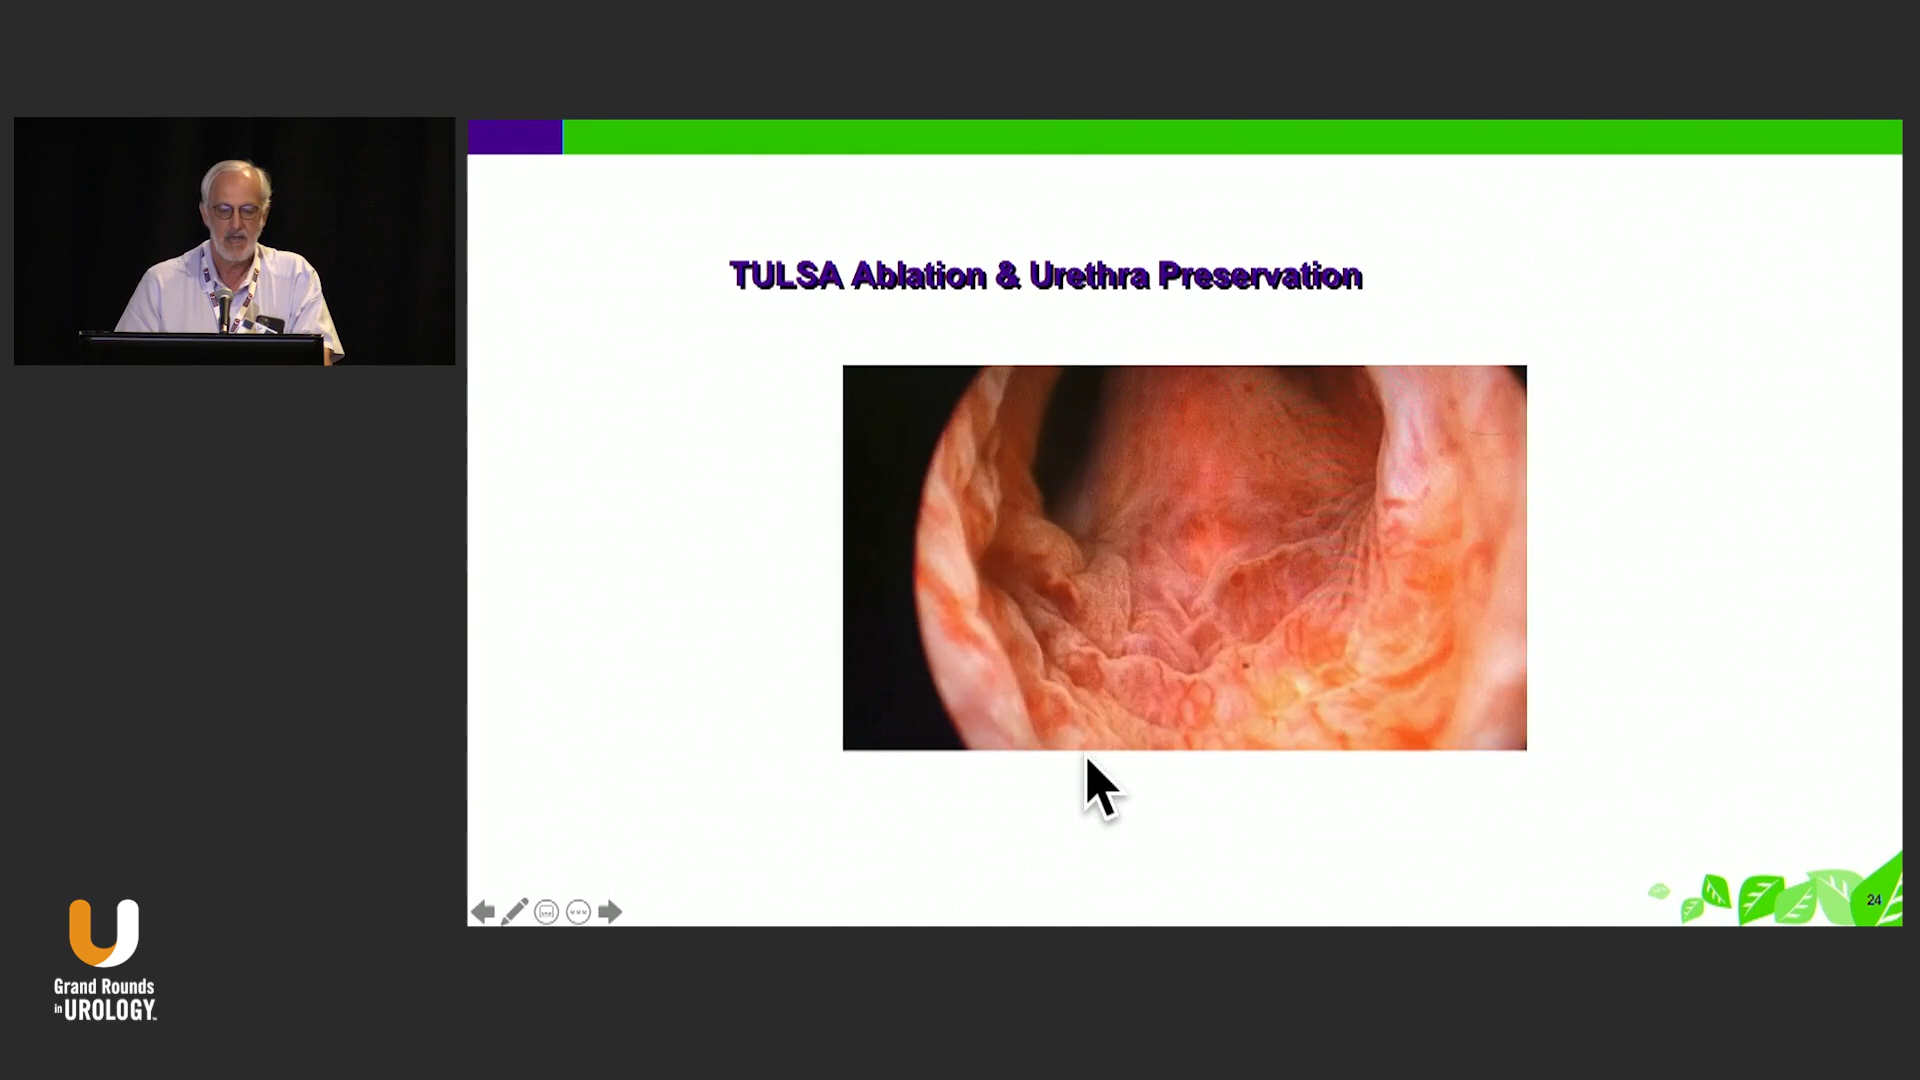 TULSA Ablation & Urethra Preservation
24
Grand Rounds
in UROLOGY